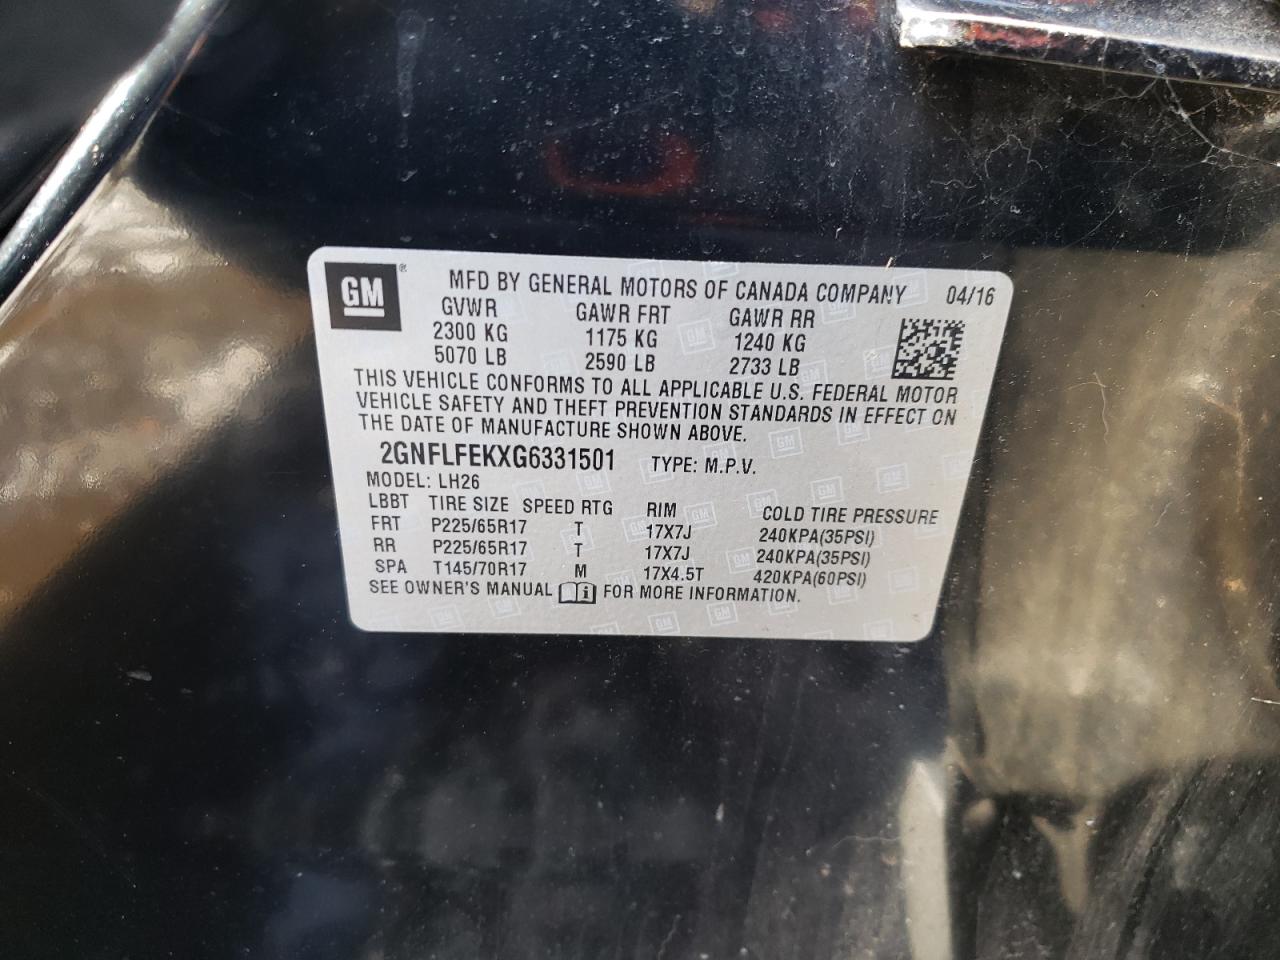 GM ® MFD BY GENERAL MOTORS OF CANADA COMPANY 04/16
GVWR GAWR FRT GAWR RR
2300 KG 1175 KG 1240 KG
5070 LB 2590 LB 2733 LB
THIS VEHICLE CONFORMS TO ALL APPLICABLE U.S. FEDERAL MOTOR
VEHICLE SAFETY AND THEFT PREVENTION STANDARDS IN EFFECT ON
THE DATE OF MANUFACTURE SHOWN ABOVE.
2GNFLFEKXG6331501 TYPE: M.P.V.
MODEL: LH26
LBBT TIRE SIZE SPEED RTG RIM COLD TIRE PRESSURE
FRT P225/65R17 T 17X7J 240KPA(35PSI)
RR P225/65R17 T 17X7J 240KPA(35PSI)
SPA T145/70R17 M 17X4.5T 420KPA(60PSI)
SEE OWNER'S MANUAL i FOR MORE INFORMATION.